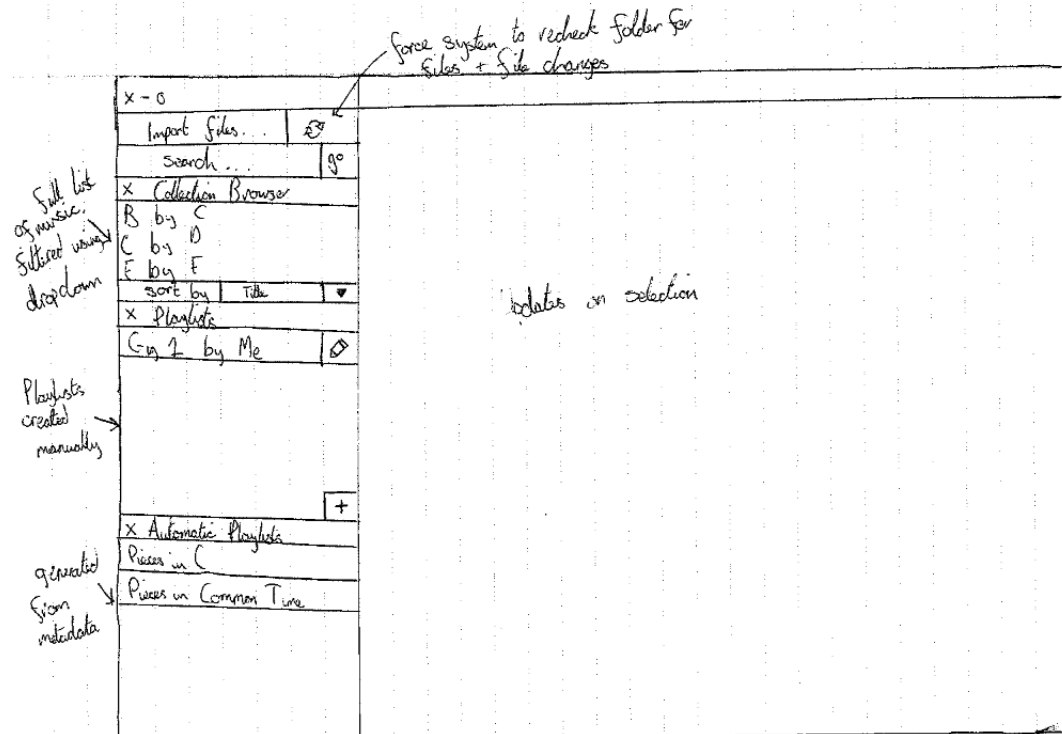 force system to recheck folder for
files + file changes
x - o
Import files...
Search ...
x Collection Browser
B by C
C by D
E by F
sort by Title
x Playlists
Gig 1 by Me
+
x Automatic Playlists
Pieces in C
Pieces in Common Time
full list
of music,
filtered using
dropdown
Playlists
created
manually
generated
from
metadata
updates on selection